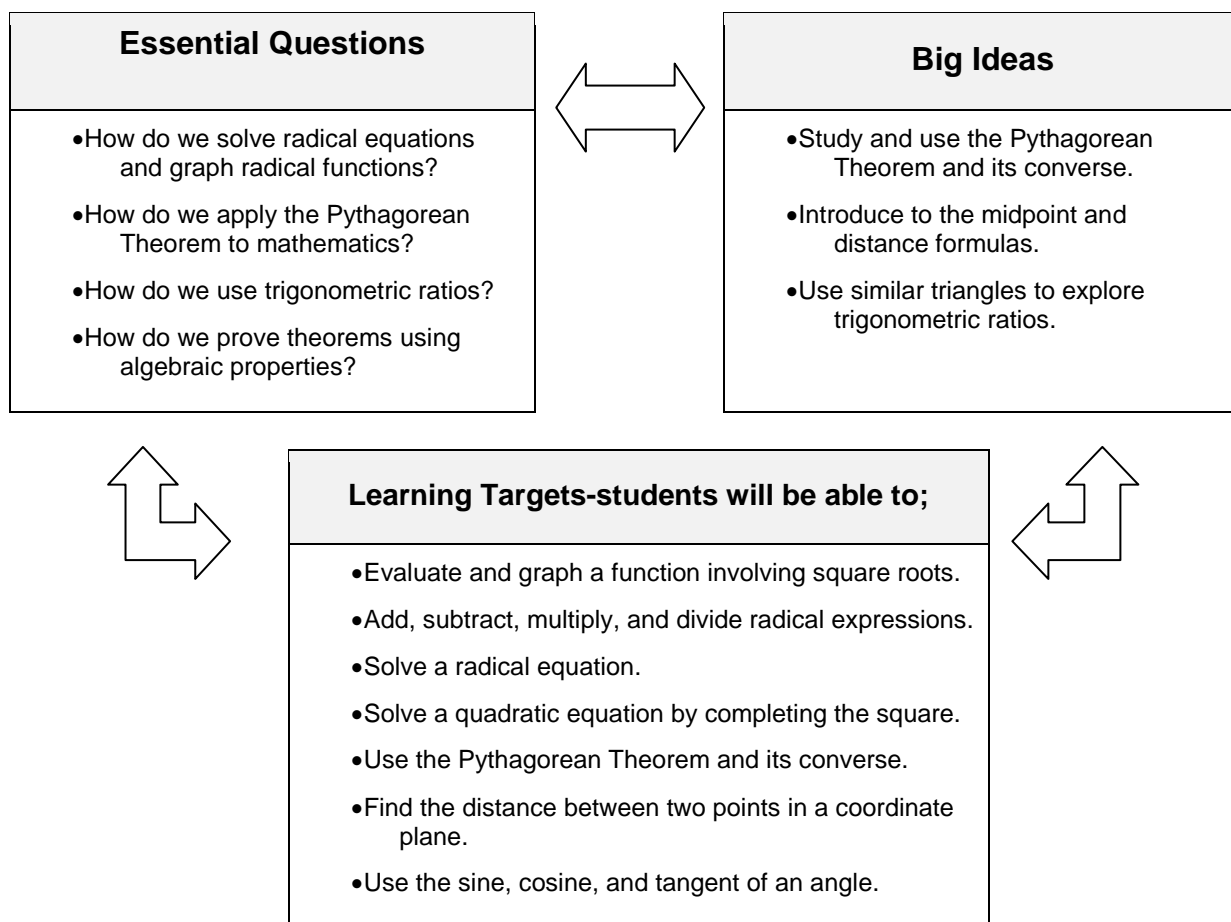 Essential Questions
•How do we solve radical equations
and graph radical functions?
•How do we apply the Pythagorean
Theorem to mathematics?
•How do we use trigonometric ratios?
•How do we prove theorems using
algebraic properties?
Big Ideas
•Study and use the Pythagorean
Theorem and its converse.
•Introduce to the midpoint and
distance formulas.
•Use similar triangles to explore
trigonometric ratios.
Learning Targets-students will be able to;
•Evaluate and graph a function involving square roots.
•Add, subtract, multiply, and divide radical expressions.
•Solve a radical equation.
•Solve a quadratic equation by completing the square.
•Use the Pythagorean Theorem and its converse.
•Find the distance between two points in a coordinate
plane.
•Use the sine, cosine, and tangent of an angle.